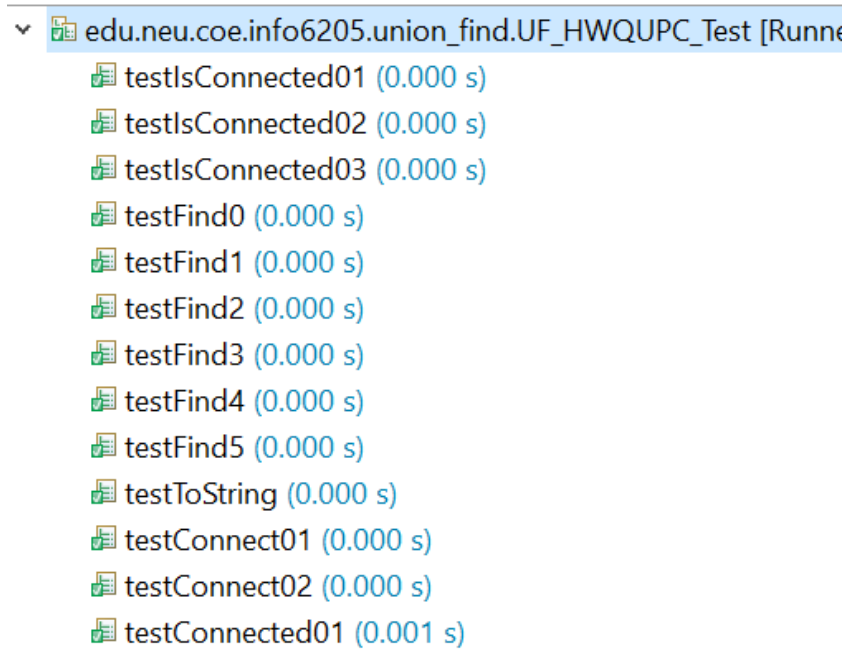 edu.neu.coe.info6205.union_find.UF_HWQUPC_Test [Runne
testIsConnected01 (0.000 s)
testIsConnected02 (0.000 s)
testIsConnected03 (0.000 s)
testFind0 (0.000 s)
testFind1 (0.000 s)
testFind2 (0.000 s)
testFind3 (0.000 s)
testFind4 (0.000 s)
testFind5 (0.000 s)
testToString (0.000 s)
testConnect01 (0.000 s)
testConnect02 (0.000 s)
testConnected01 (0.001 s)